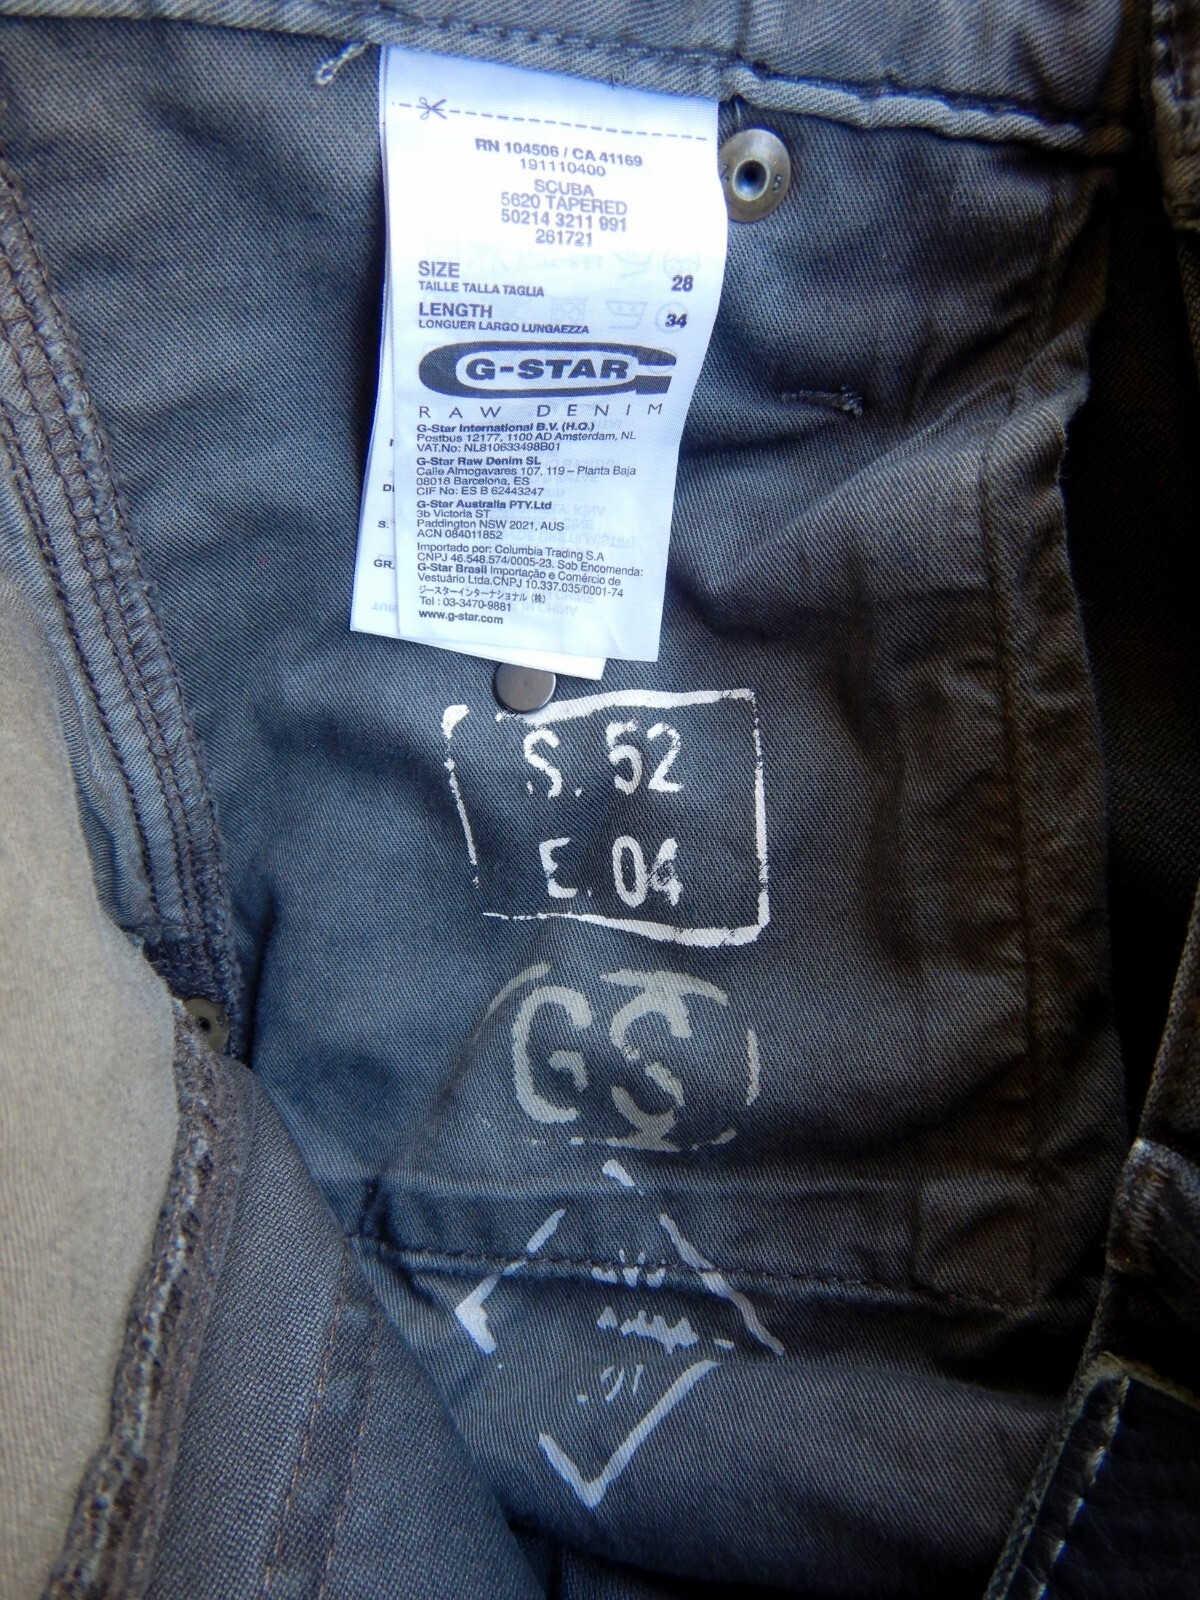 RN 104506 / CA 41169
191110400
SCUBA
5620 TAPERED
50214 3211 991
261721
SIZE 28
TAILLE TALLA TAGLIA
LENGTH 34
LONGUER LARGO LUNGAEZZA
G-STAR
RAW DENIM
G-Star International B.V. (H.Q.)
Postbus 12177, 1100 AD Amsterdam, NL
VAT.No: NL810633498B01
G-Star Raw Denim SL
Calle Almogavares 107, 119 – Planta Baja
08018 Barcelona, ES
CIF No: ES B 62443247
G-Star Australia PTY.Ltd
3b Victoria ST
Paddington NSW 2021, AUS
ACN 084011852
Importado por: Columbia Trading S.A
CNPJ 46.548.574/0005-23. Sob Encomenda:
G-Star Brasil Importação e Comércio de
Vestuário Ltda.CNPJ 10.337.035/0001-74
ジースターインターナショナル (株)
Tel : 03-3470-9881
www.g-star.com
S. 52
E. 04
GS